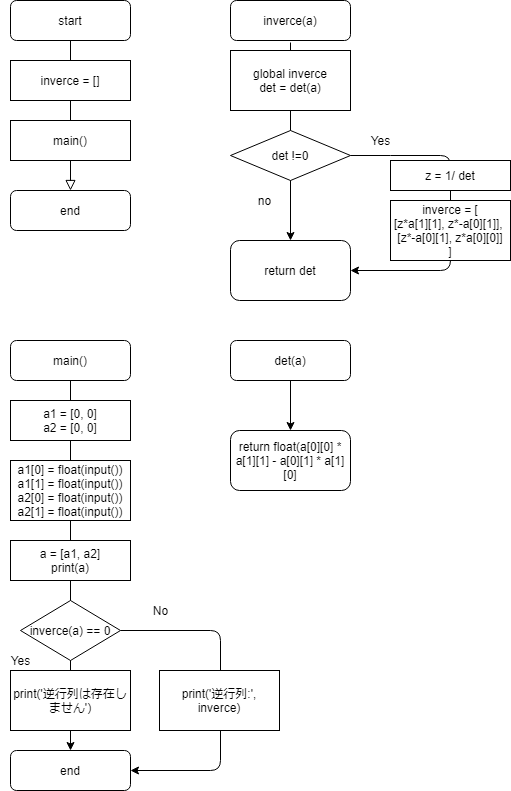 start
inverce = []
main()
end
inverce(a)
global inverce
det = det(a)
det !=0
Yes
no
z = 1/ det
inverce = [
[z*a[1][1], z*-a[0][1]],
[z*-a[0][1], z*a[0][0]]
]
return det
main()
a1 = [0, 0]
a2 = [0, 0]
a1[0] = float(input())
a1[1] = float(input())
a2[0] = float(input())
a2[1] = float(input())
a = [a1, a2]
print(a)
inverce(a) == 0
No
Yes
print('逆行列は存在し
ません')
print('逆行列:',
inverce)
end
det(a)
return float(a[0][0] *
a[1][1] - a[0][1] * a[1]
[0]